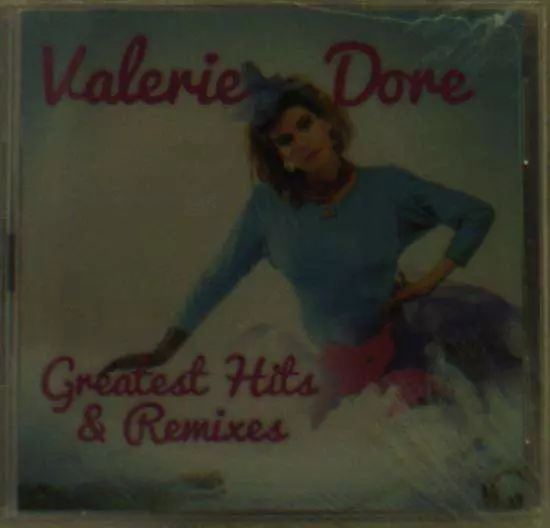 Valerie Dore
Greatest Hits
& Remixes